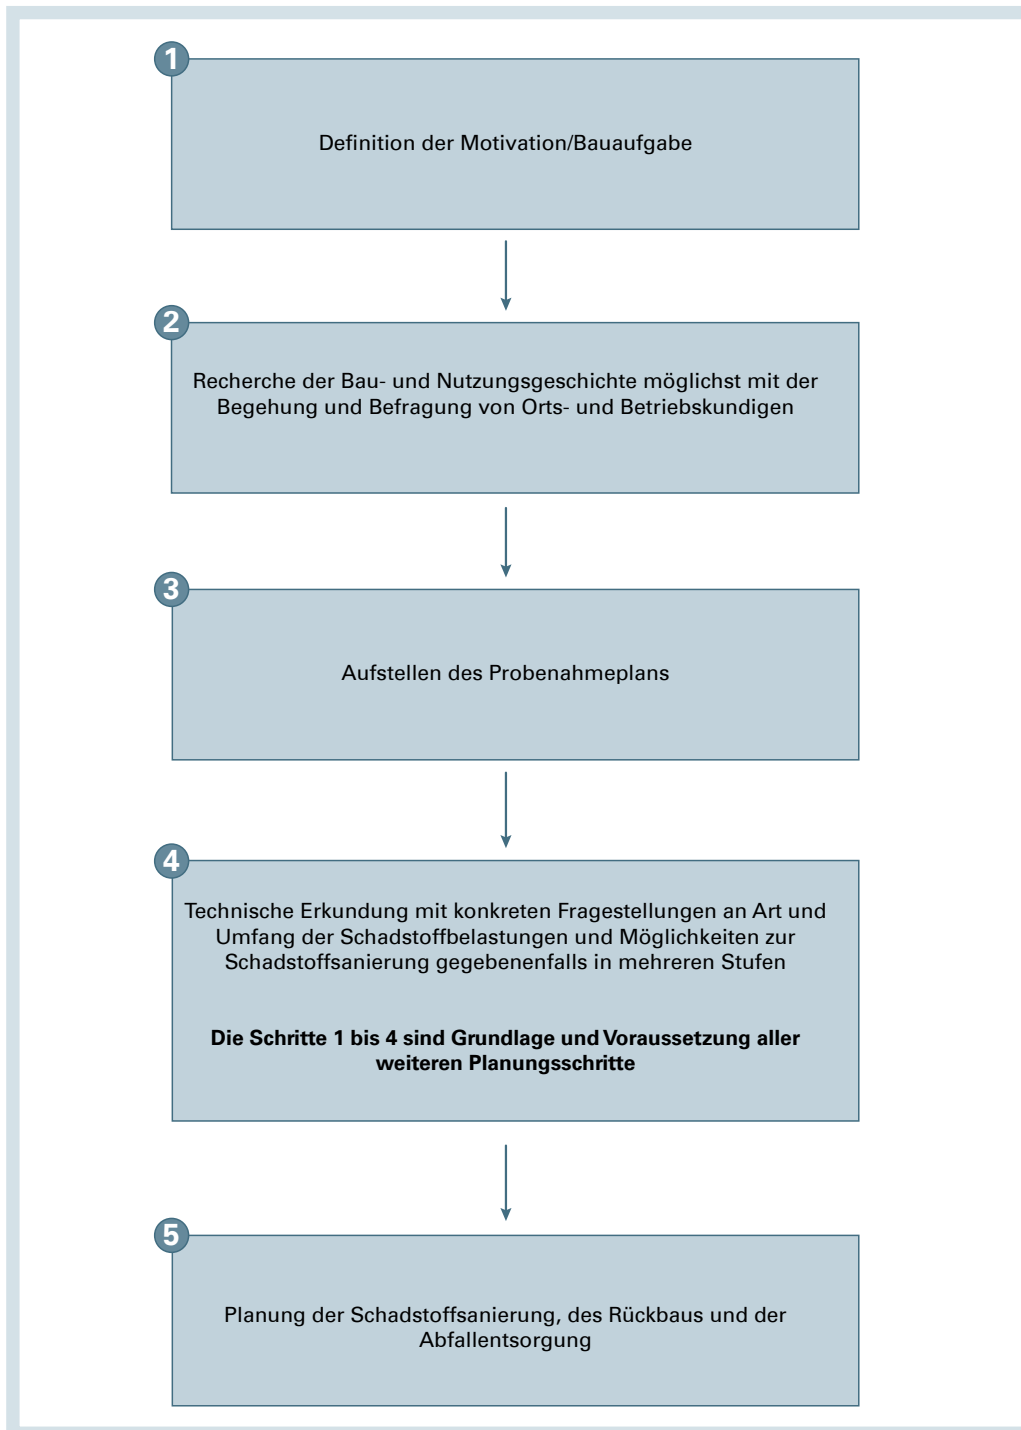 1
Definition der Motivation/Bauaufgabe
2
Recherche der Bau- und Nutzungsgeschichte möglichst mit der
Begehung und Befragung von Orts- und Betriebskundigen
3
Aufstellen des Probenahmeplans
4
Technische Erkundung mit konkreten Fragestellungen an Art und
Umfang der Schadstoffbelastungen und Möglichkeiten zur
Schadstoffsanierung gegebenenfalls in mehreren Stufen
Die Schritte 1 bis 4 sind Grundlage und Voraussetzung aller
weiteren Planungsschritte
5
Planung der Schadstoffsanierung, des Rückbaus und der
Abfallentsorgung